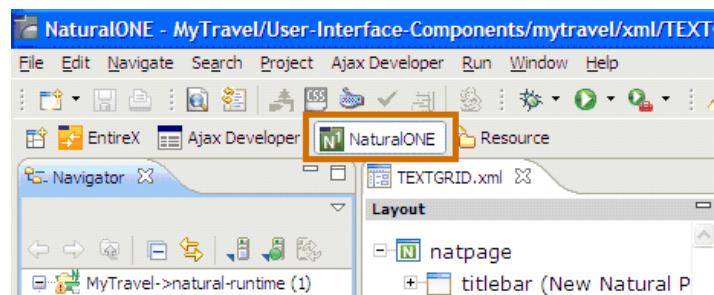 NaturalONE - MyTravel/User-Interface-Components/mytravel/xml/TEXTG
File Edit Navigate Search Project Ajax Developer Run Window Help
EntireX Ajax Developer NaturalONE Resource
Navigator TEXTGRID.xml
Layout
natpage
MyTravel->natural-runtime (1) titlebar (New Natural P